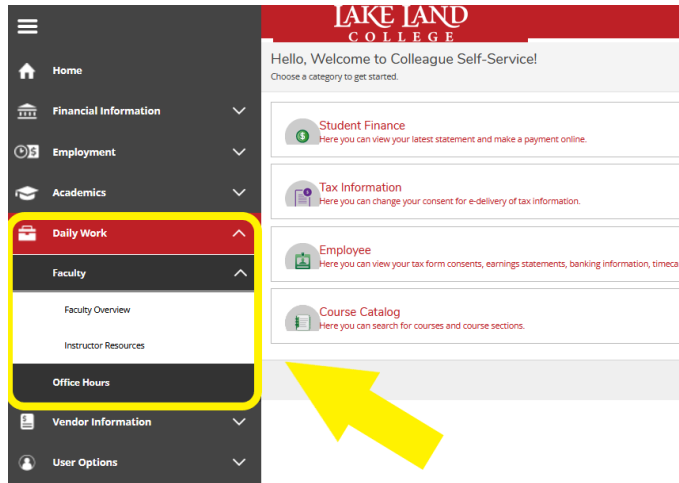 LAKE LAND
COLLEGE
Home
Financial Information
Employment
Academics
Daily Work
Faculty
Faculty Overview
Instructor Resources
Office Hours
Vendor Information
User Options
Hello, Welcome to Colleague Self-Service!
Choose a category to get started.
Student Finance
Here you can view your latest statement and make a payment online.
Tax Information
Here you can change your consent for e-delivery of tax information.
Employee
Here you can view your tax form consents, earnings statements, banking information, timeca
Course Catalog
Here you can search for courses and course sections.